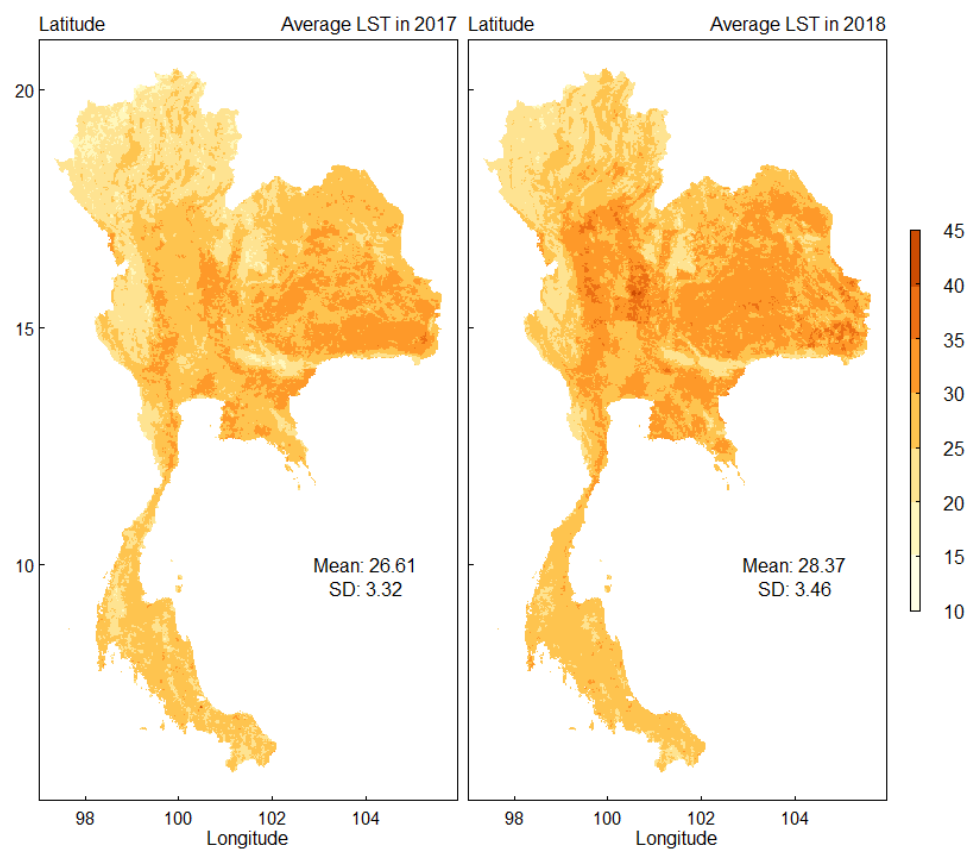 Latitude Average LST in 2017
Latitude Average LST in 2018
20
15
10
Mean: 26.61
SD: 3.32
Mean: 28.37
SD: 3.46
45
40
35
30
25
20
15
10
98 100 102 104
Longitude
98 100 102 104
Longitude